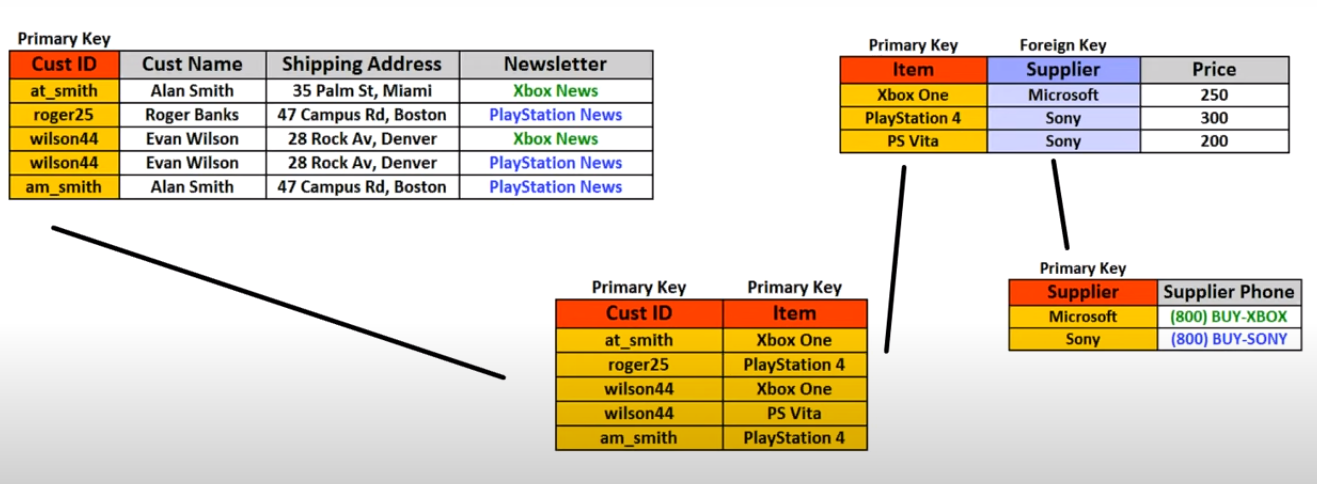 Primary Key
Cust ID Cust Name Shipping Address Newsletter
at_smith Alan Smith 35 Palm St, Miami Xbox News
roger25 Roger Banks 47 Campus Rd, Boston PlayStation News
wilson44 Evan Wilson 28 Rock Av, Denver Xbox News
wilson44 Evan Wilson 28 Rock Av, Denver PlayStation News
am_smith Alan Smith 47 Campus Rd, Boston PlayStation News
Primary Key Foreign Key
Item Supplier Price
Xbox One Microsoft 250
PlayStation 4 Sony 300
PS Vita Sony 200
Primary Key Primary Key
Cust ID Item
at_smith Xbox One
roger25 PlayStation 4
wilson44 Xbox One
wilson44 PS Vita
am_smith PlayStation 4
Primary Key
Supplier Supplier Phone
Microsoft (800) BUY-XBOX
Sony (800) BUY-SONY